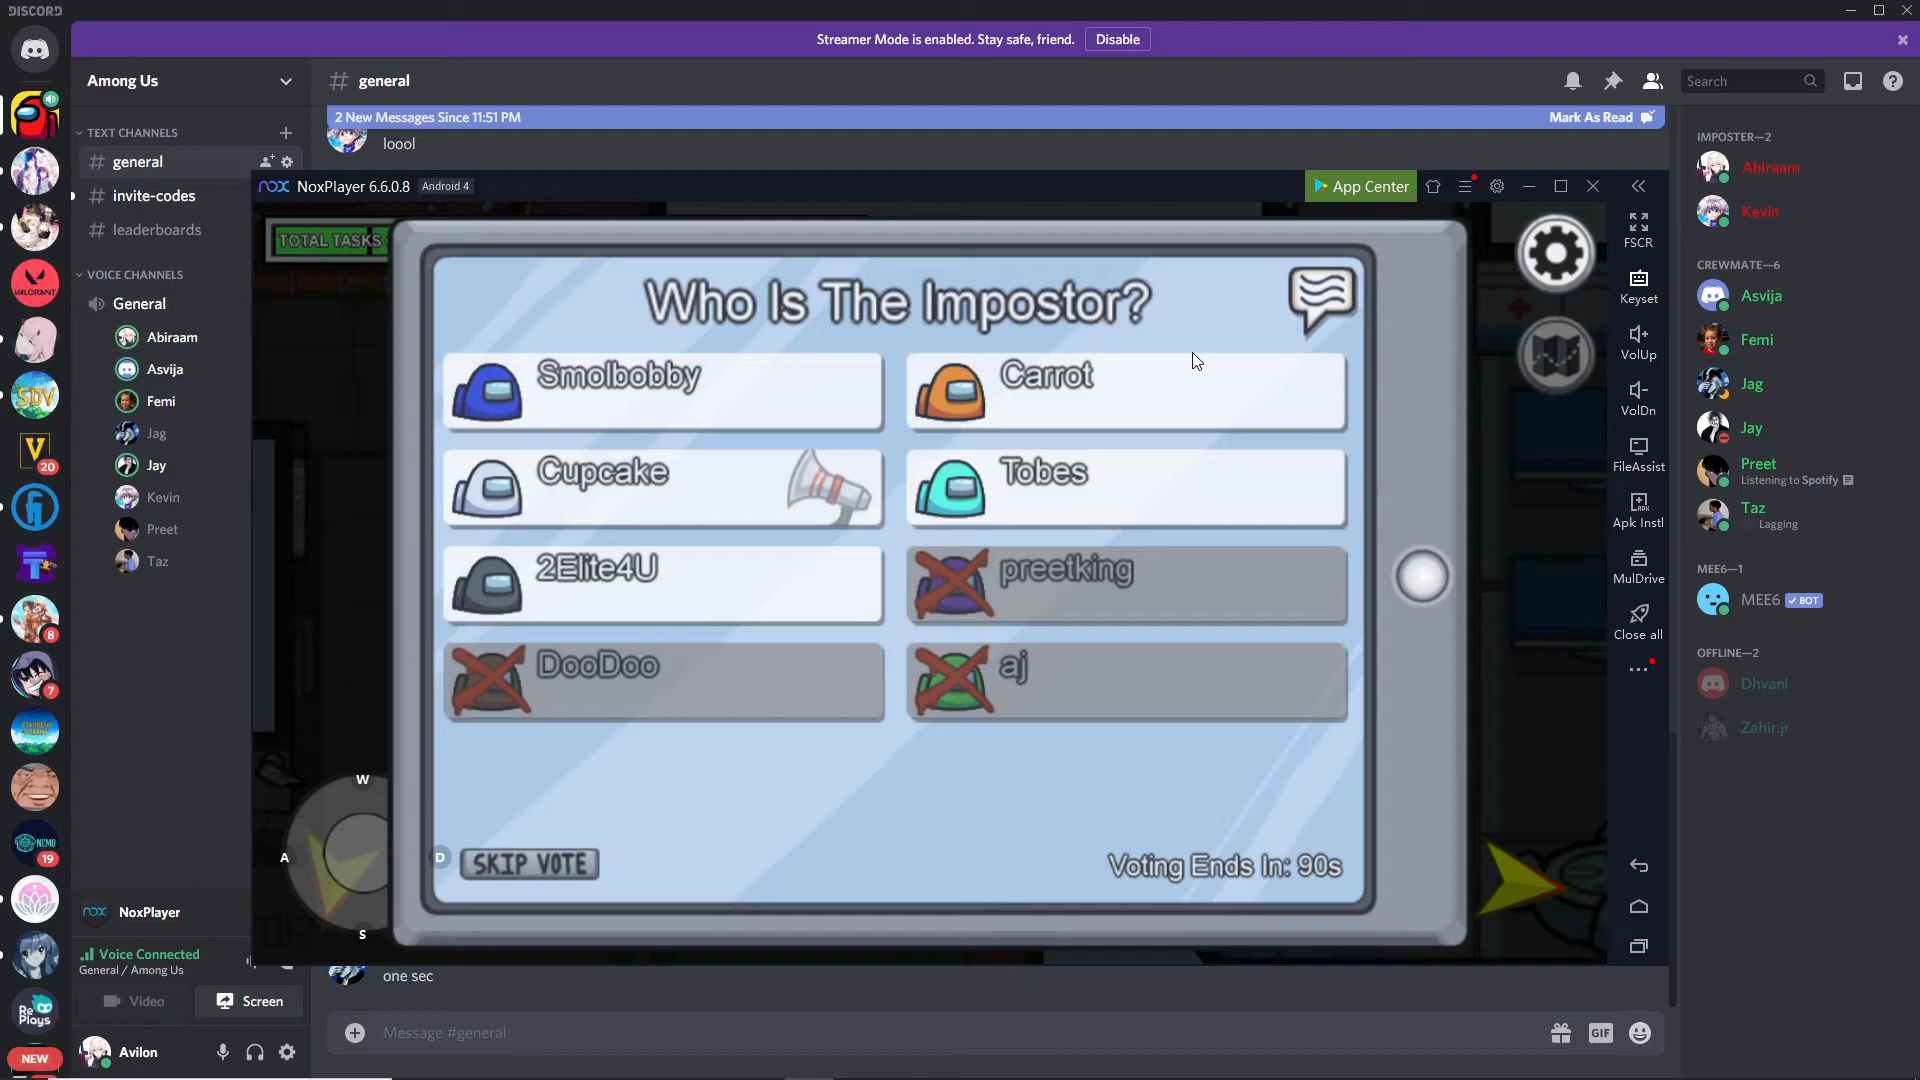 DISCORD
Streamer Mode is enabled. Stay safe, friend.
Disable
Among Us
general
Search
2 New Messages Since 11:51 PM
Mark As Read
loool
TEXT CHANNELS
general
invite-codes
leaderboards
VOICE CHANNELS
General
Abiraam
Asvija
Femi
Jag
Jay
Kevin
Preet
Taz
nox
NoxPlayer 6.6.0.8
Android 4
App Center
TOTAL TASKS
Who Is The Impostor?
Smolbobby
Carrot
Cupcake
Tobes
2Elite4U
preetking
DooDoo
aj
SKIP VOTE
Voting Ends In: 90s
W
A
D
S
FSCR
Keyset
VolUp
VolDn
FileAssist
Apk Instl
MulDrive
Close all
IMPOSTER—2
Abiraam
Kevin
CREWMATE—6
Asvija
Femi
Jag
Jay
Preet
Listening to Spotify
Taz
Lagging
MEE6—1
MEE6
BOT
OFFLINE—2
Dhvani
Zahir.jr
VALORANT
SDV
V
20
8
7
NEMO
19
RePlays
NEW
nox
NoxPlayer
Voice Connected
General / Among Us
Video
Screen
Avilon
one sec
Message #general
GIF